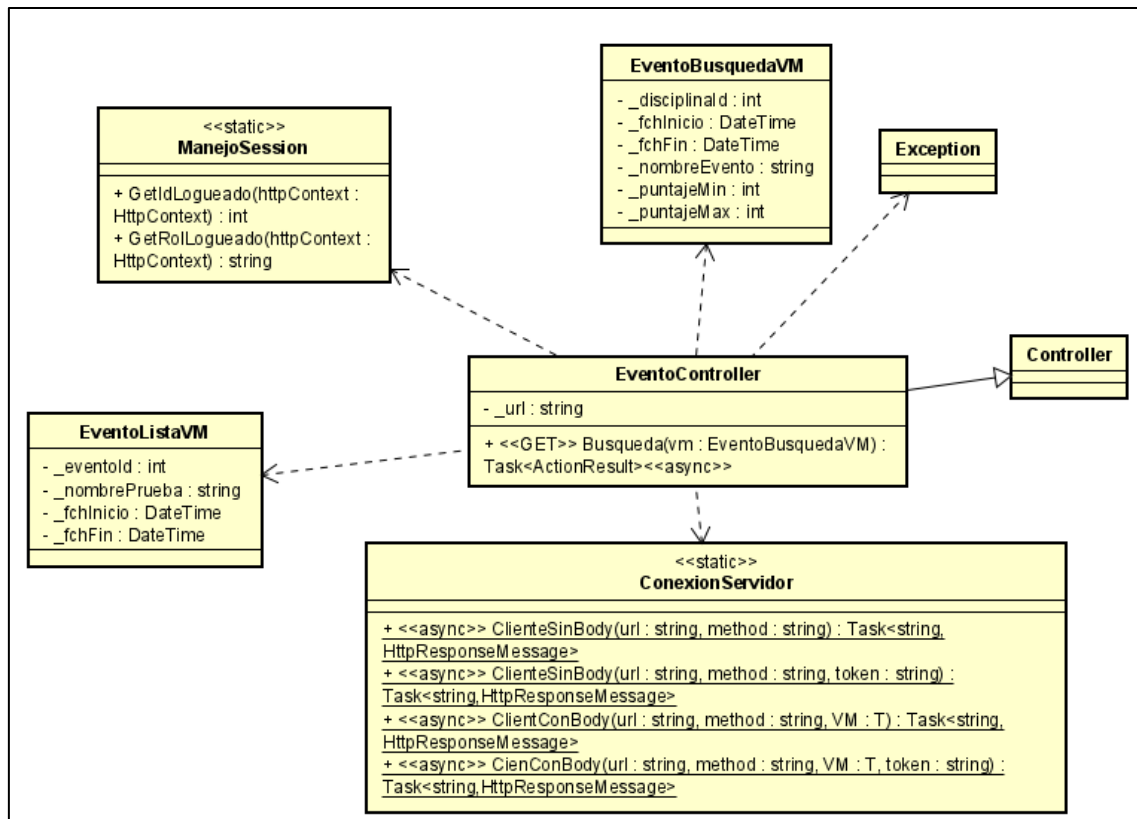 EventoBusquedaVM
- _disciplinaId : int
- _fchInicio : DateTime
- _fchFin : DateTime
- _nombreEvento : string
- _puntajeMin : int
- _puntajeMax : int
<<static>>
ManejoSession
+ GetIdLogueado(httpContext :
HttpContext) : int
+ GetRolLogueado(httpContext :
HttpContext) : string
Exception
Controller
EventoController
- _url : string
+ <<GET>> Busqueda(vm : EventoBusquedaVM) :
Task<ActionResult><<async>>
EventoListaVM
- _eventoId : int
- _nombrePrueba : string
- _fchInicio : DateTime
- _fchFin : DateTime
<<static>>
ConexionServidor
+ <<async>> ClienteSinBody(url : string, method : string) : Task<string,
HttpResponseMessage>
+ <<async>> ClienteSinBody(url : string, method : string, token : string) :
Task<string,HttpResponseMessage>
+ <<async>> ClientConBody(url : string, method : string, VM : T) : Task<string,
HttpResponseMessage>
+ <<async>> CienConBody(url : string, method : string, VM : T, token : string) :
Task<string,HttpResponseMessage>